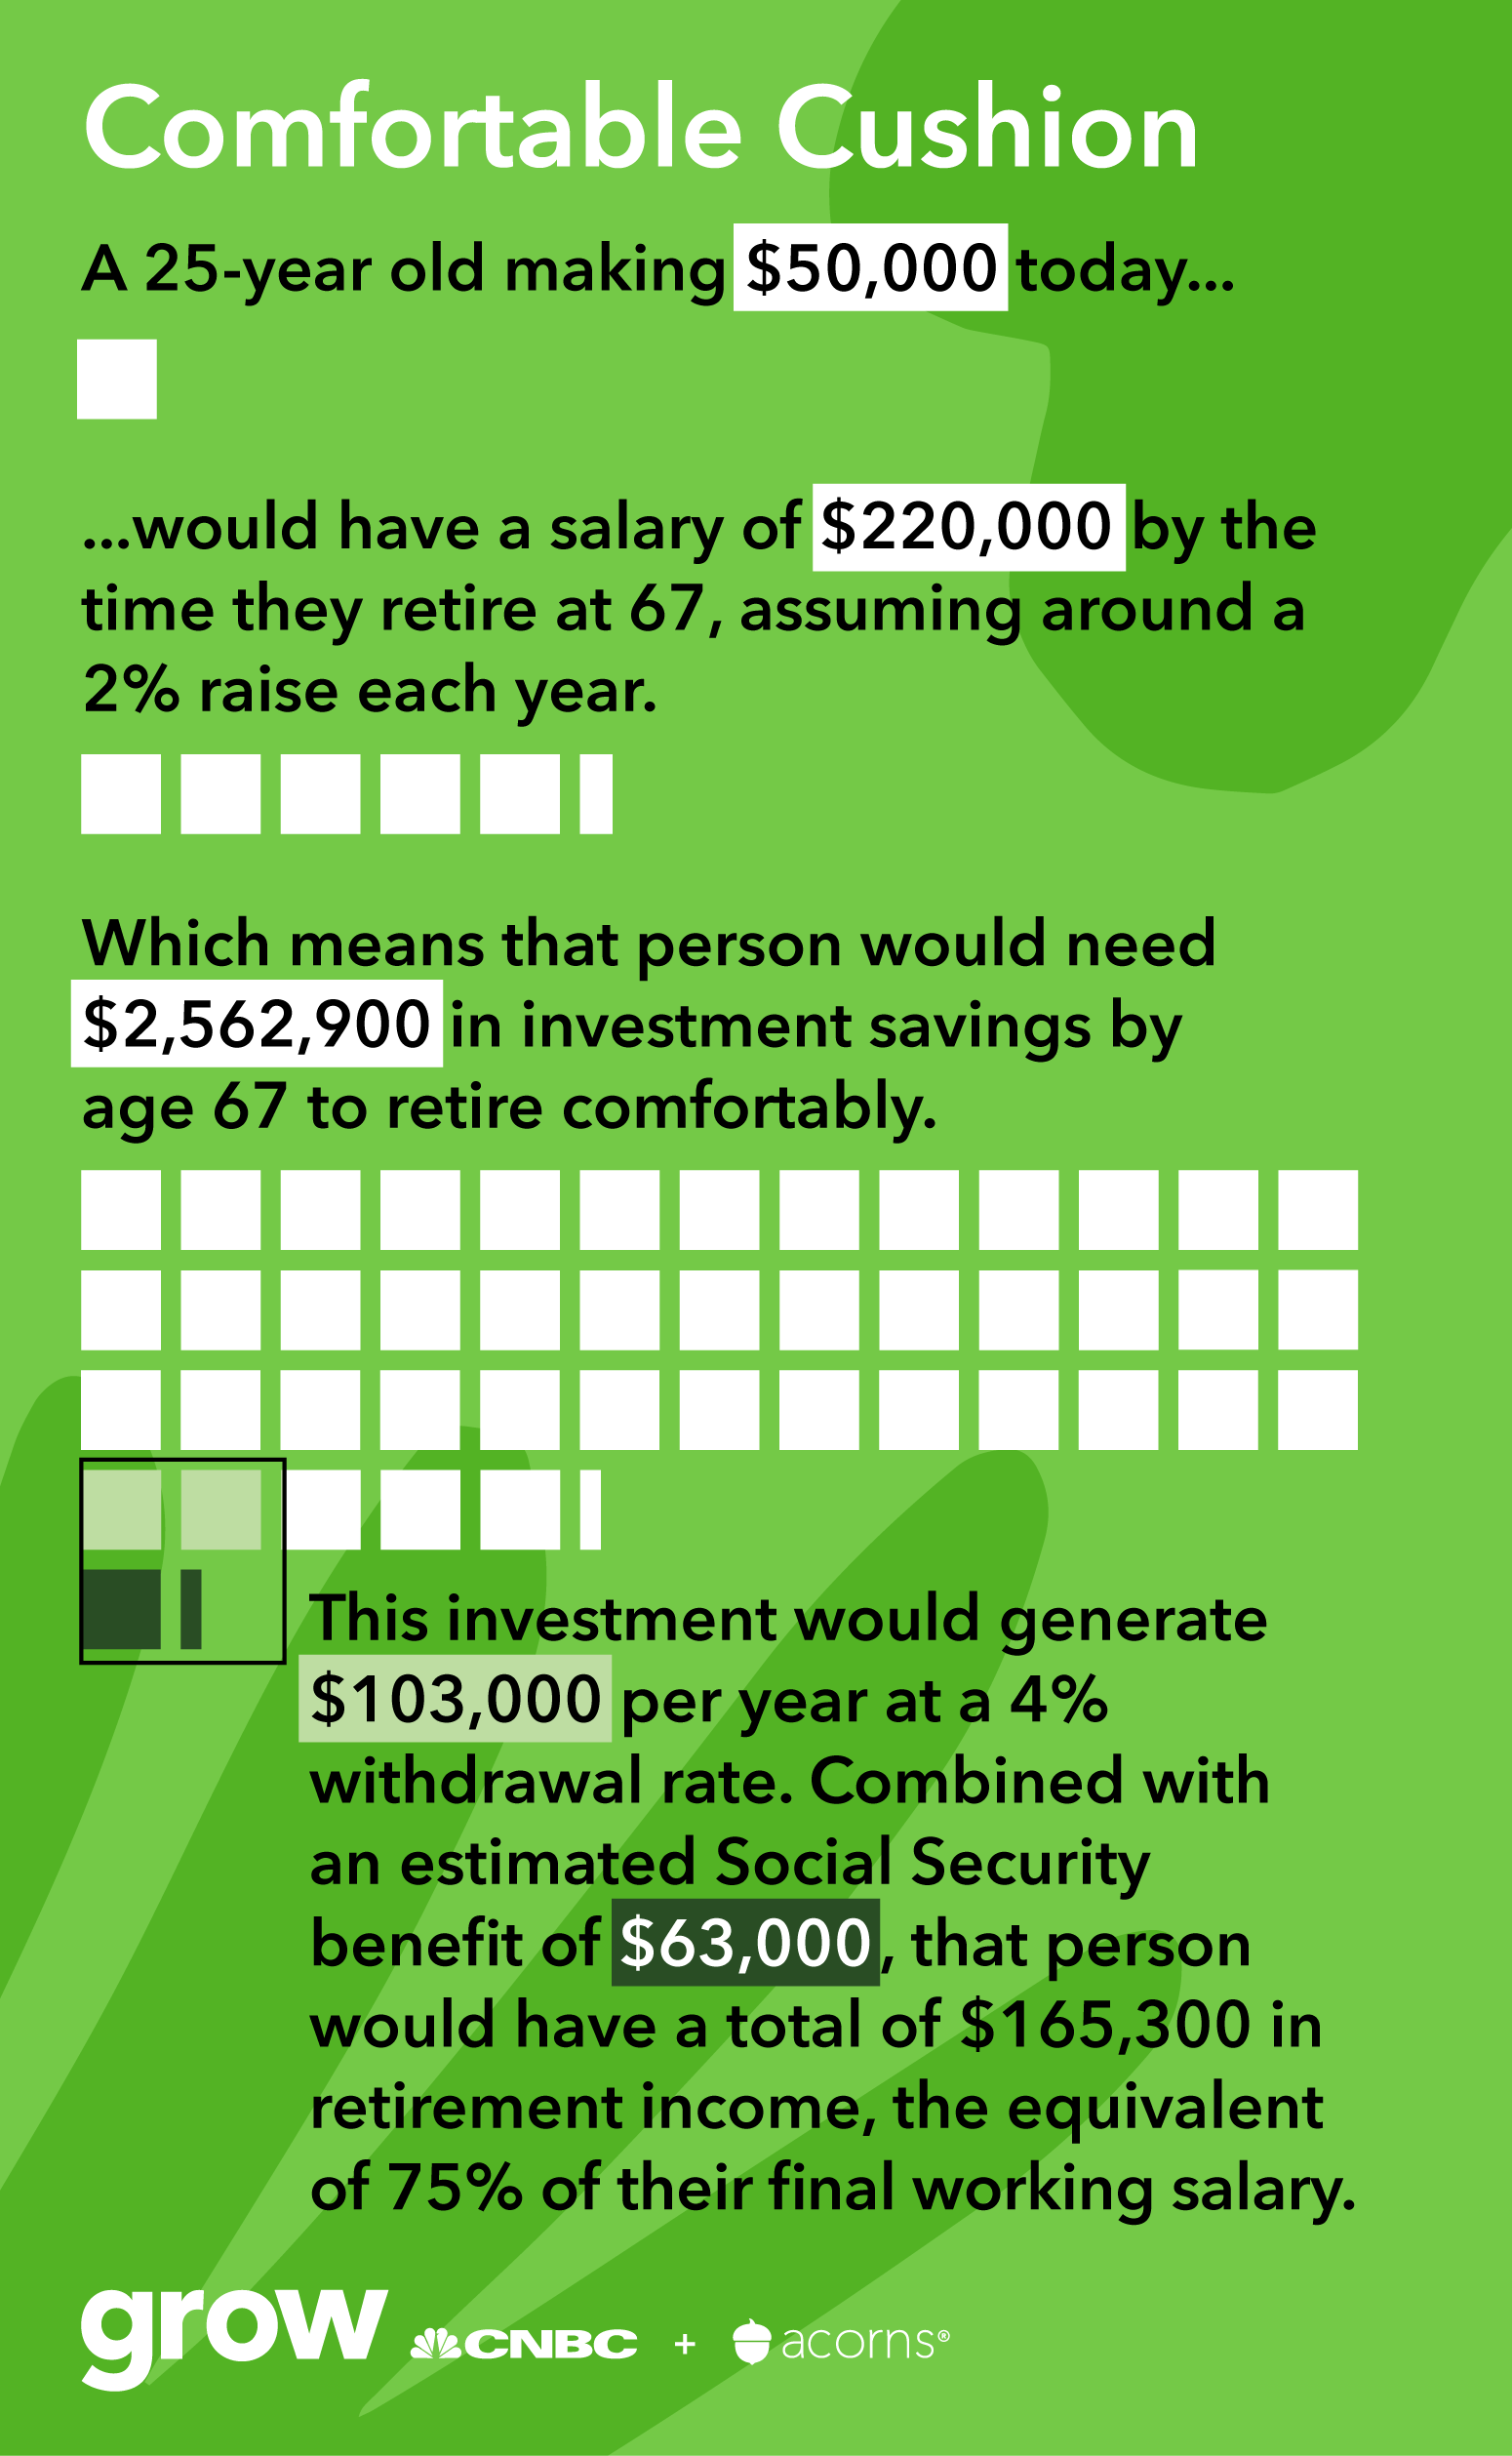 Comfortable Cushion
A 25-year old making $50,000 today...
...would have a salary of $220,000 by the
time they retire at 67, assuming around a
2% raise each year.
Which means that person would need
$2,562,900 in investment savings by
age 67 to retire comfortably.
This investment would generate
$103,000 per year at a 4%
withdrawal rate. Combined with
an estimated Social Security
benefit of $63,000, that person
would have a total of $165,300 in
retirement income, the equivalent
of 75% of their final working salary.
grow CNBC + acorns®